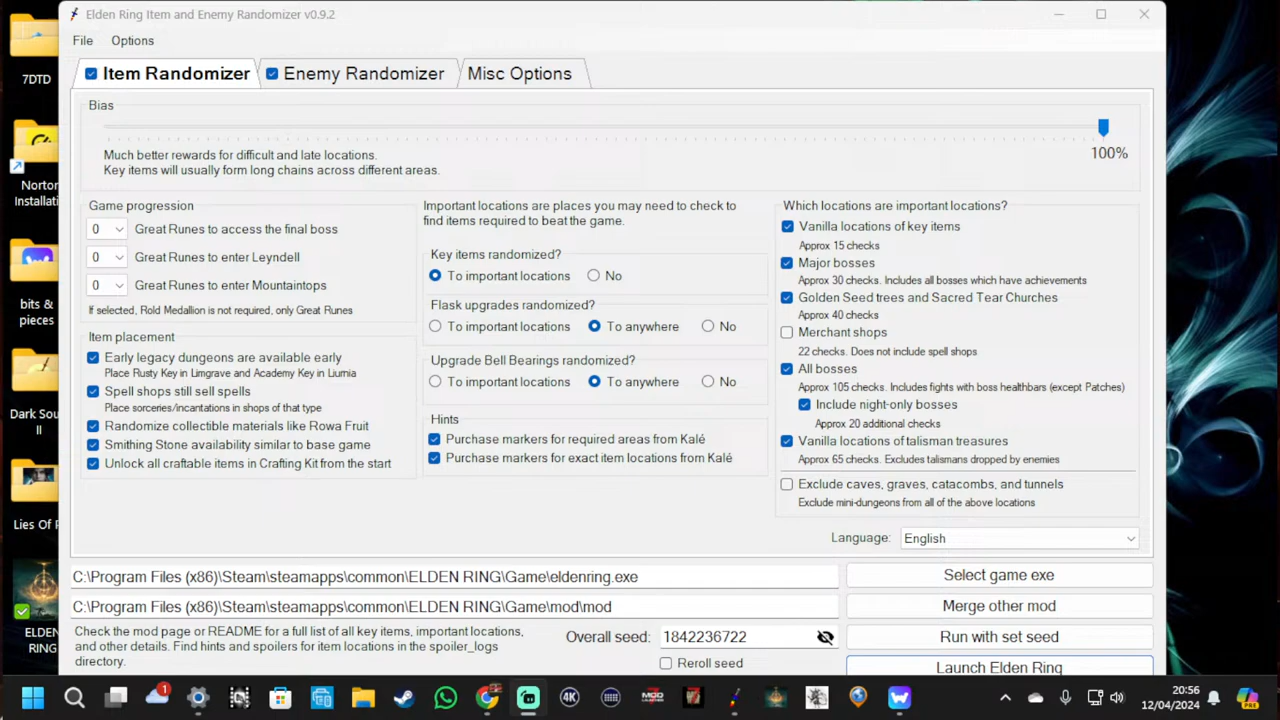 Elden Ring Item and Enemy Randomizer v0.9.2
File Options
Item Randomizer Enemy Randomizer Misc Options
Bias
100%
Much better rewards for difficult and late locations.
Key items will usually form long chains across different areas.
Game progression
0 Great Runes to access the final boss
0 Great Runes to enter Leyndell
0 Great Runes to enter Mountaintops
If selected, Rold Medallion is not required, only Great Runes
Item placement
Early legacy dungeons are available early
Place Rusty Key in Limgrave and Academy Key in Liurnia
Spell shops still sell spells
Place sorceries/incantations in shops of that type
Randomize collectible materials like Rowa Fruit
Smithing Stone availability similar to base game
Unlock all craftable items in Crafting Kit from the start
Important locations are places you may need to check to
find items required to beat the game.
Key items randomized?
To important locations No
Flask upgrades randomized?
To important locations To anywhere No
Upgrade Bell Bearings randomized?
To important locations To anywhere No
Hints
Purchase markers for required areas from Kalé
Purchase markers for exact item locations from Kalé
Which locations are important locations?
Vanilla locations of key items
Approx 15 checks
Major bosses
Approx 30 checks. Includes all bosses which have achievements
Golden Seed trees and Sacred Tear Churches
Approx 40 checks
Merchant shops
22 checks. Does not include spell shops
All bosses
Approx 105 checks. Includes fights with boss healthbars (except Patches)
Include night-only bosses
Approx 20 additional checks
Vanilla locations of talisman treasures
Approx 65 checks. Excludes talismans dropped by enemies
Exclude caves, graves, catacombs, and tunnels
Exclude mini-dungeons from all of the above locations
Language: English
C:\Program Files (x86)\Steam\steamapps\common\ELDEN RING\Game\eldenring.exe
Select game exe
C:\Program Files (x86)\Steam\steamapps\common\ELDEN RING\Game\mod\mod
Merge other mod
Check the mod page or README for a full list of all key items, important locations,
and other details. Find hints and spoilers for item locations in the spoiler_logs
directory.
Overall seed: 1842236722
Reroll seed
Run with set seed
Launch Elden Ring
7DTD
Norton
Installati
bits &
pieces
Dark Sou
II
Lies Of P
ELDEN
RING
1
4K
MOD
PRE
20:56
12/04/2024